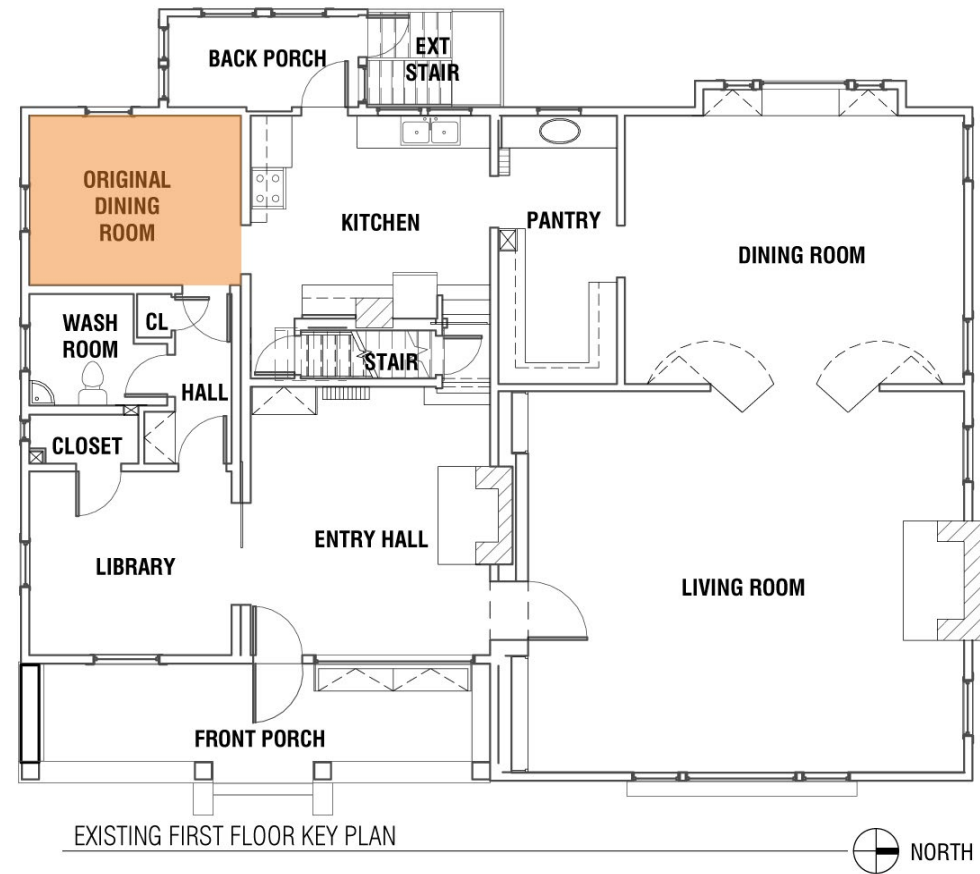 BACK PORCH
EXT
STAIR
ORIGINAL
DINING
ROOM
KITCHEN
PANTRY
DINING ROOM
WASH
ROOM
CL
STAIR
HALL
CLOSET
LIBRARY
ENTRY HALL
LIVING ROOM
FRONT PORCH
EXISTING FIRST FLOOR KEY PLAN
NORTH